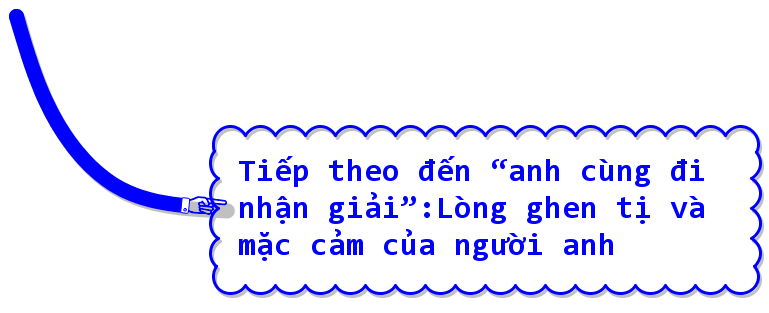 Tiếp theo đến “anh cùng đi
nhận giải”:Lòng ghen tị và
mặc cảm của người anh